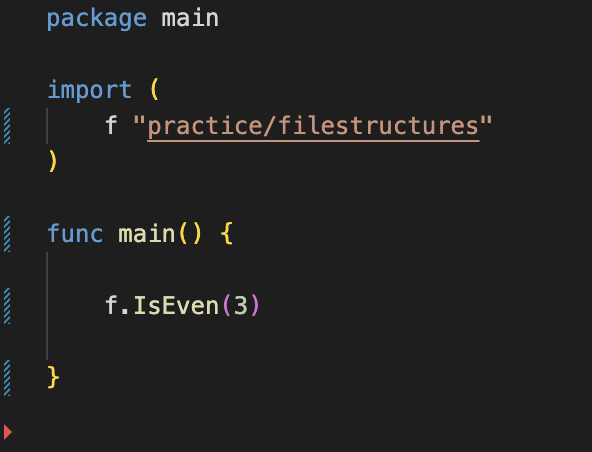 package main
import (
f "practice/filestructures"
)
func main() {
f.IsEven(3)
}